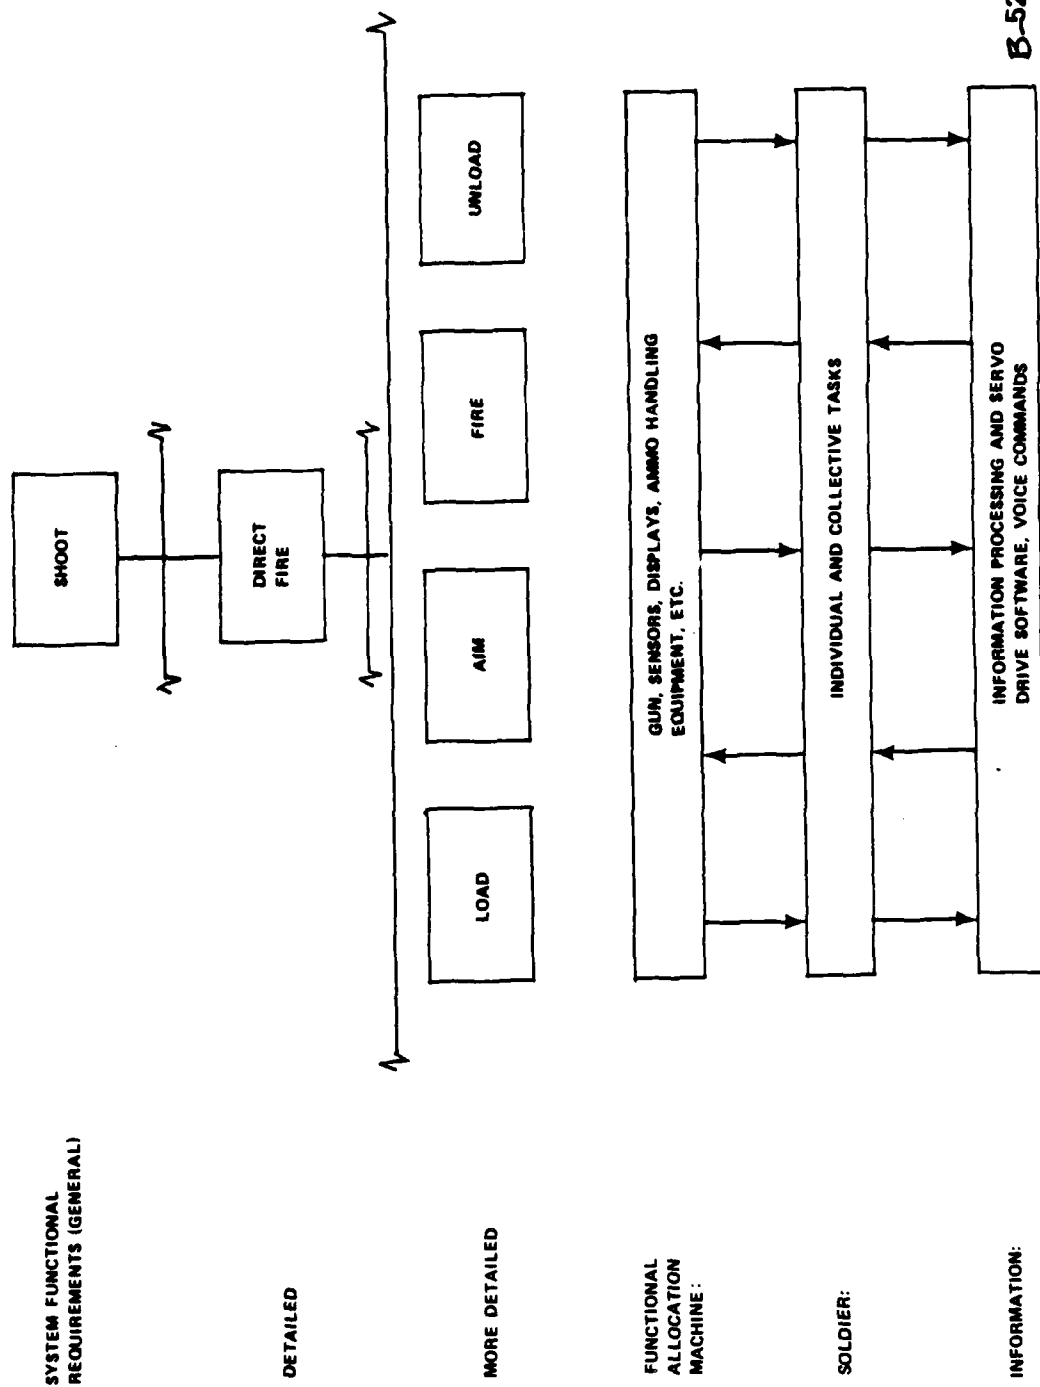 SYSTEM FUNCTIONAL
REQUIREMENTS (GENERAL)
SHOOT
DETAILED
DIRECT
FIRE
MORE DETAILED
LOAD
AIM
FIRE
UNLOAD
FUNCTIONAL
ALLOCATION
MACHINE:
GUN, SENSORS, DISPLAYS, AMMO HANDLING
EQUIPMENT, ETC.
SOLDIER:
INDIVIDUAL AND COLLECTIVE TASKS
INFORMATION:
INFORMATION PROCESSING AND SERVO
DRIVE SOFTWARE, VOICE COMMANDS
B-52